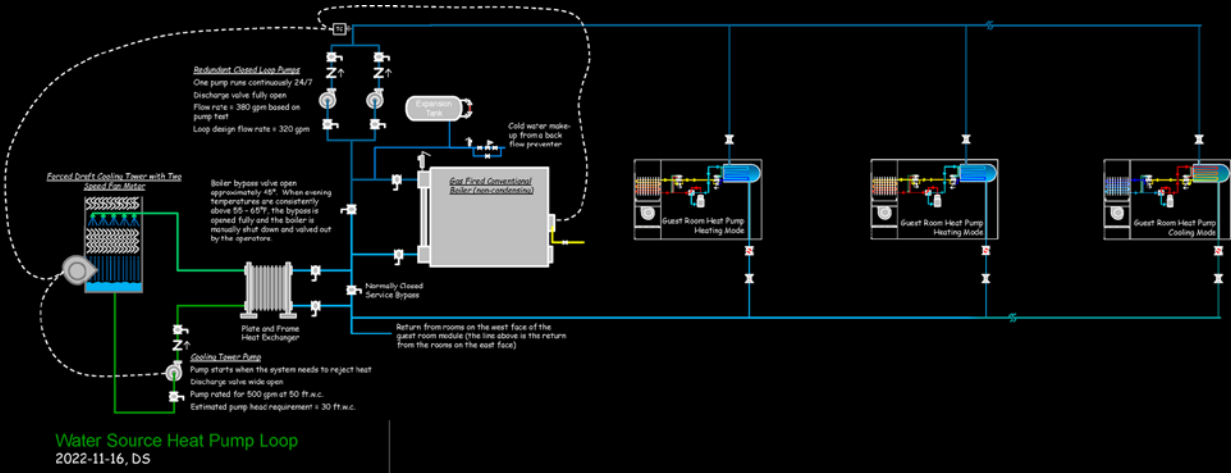 TC
Redundant Closed Loop Pumps
One pump runs continuously 24/7
Discharge valve fully open
Flow rate = 380 gpm based on
pump test
Loop design flow rate = 320 gpm
Expansion
Tank
Cold water make-
up from a back
flow preventer
Forced Draft Cooling Tower with Two
Speed Fan Motor
Boiler bypass valve open
approximately 45°. When evening
temperatures are consistently
above 55 - 65°F, the bypass is
opened fully and the boiler is
manually shut down and valved out
by the operators.
Gas Fired Conventional
Boiler (non-condensing)
Guest Room Heat Pump
Heating Mode
Guest Room Heat Pump
Heating Mode
Guest Room Heat Pump
Cooling Mode
Normally Closed
Service Bypass
Plate and Frame
Heat Exchanger
Return from rooms on the west face of the
guest room module (the line above is the return
from the rooms on the east face)
Cooling Tower Pump
Pump starts when the system needs to reject heat
Discharge valve wide open
Pump rated for 500 gpm at 50 ft.w.c.
Estimated pump head requirement = 30 ft.w.c.
Water Source Heat Pump Loop
2022-11-16, DS